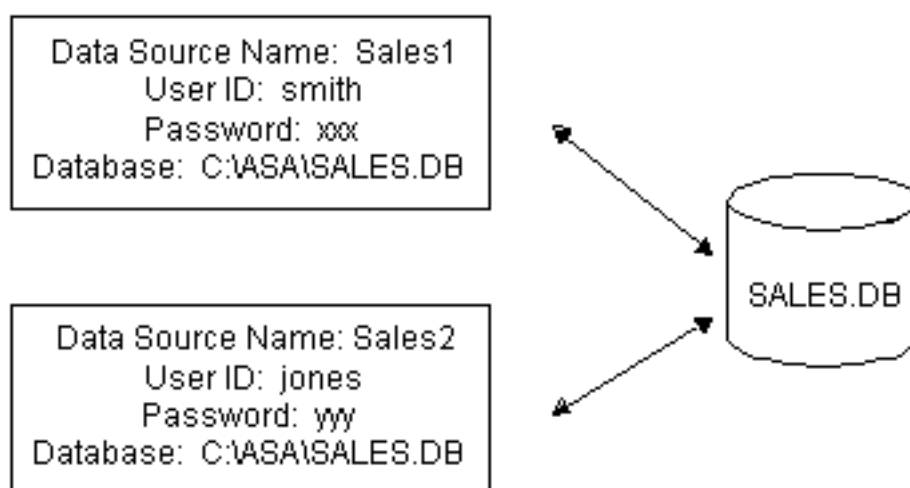 Data Source Name: Sales1
User ID: smith
Password: xxx
Database: C:\ASA\SALES.DB
SALES.DB
Data Source Name: Sales2
User ID: jones
Password: yyy
Database: C:\ASA\SALES.DB